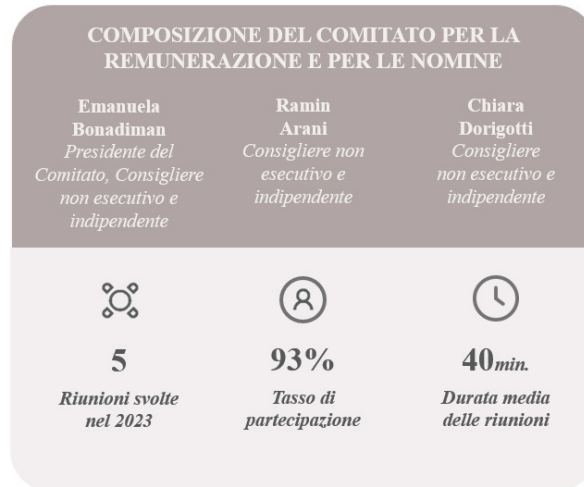 COMPOSIZIONE DEL COMITATO PER LA
REMUNERAZIONE E PER LE NOMINE
Emanuela
Bonadiman
Presidente del
Comitato, Consigliere
non esecutivo e
indipendente
Ramin
Arani
Consigliere non
esecutivo e
indipendente
Chiara
Dorigotti
Consigliere
non esecutivo e
indipendente
5
Riunioni svolte
nel 2023
93%
Tasso di
partecipazione
40min.
Durata media
delle riunioni